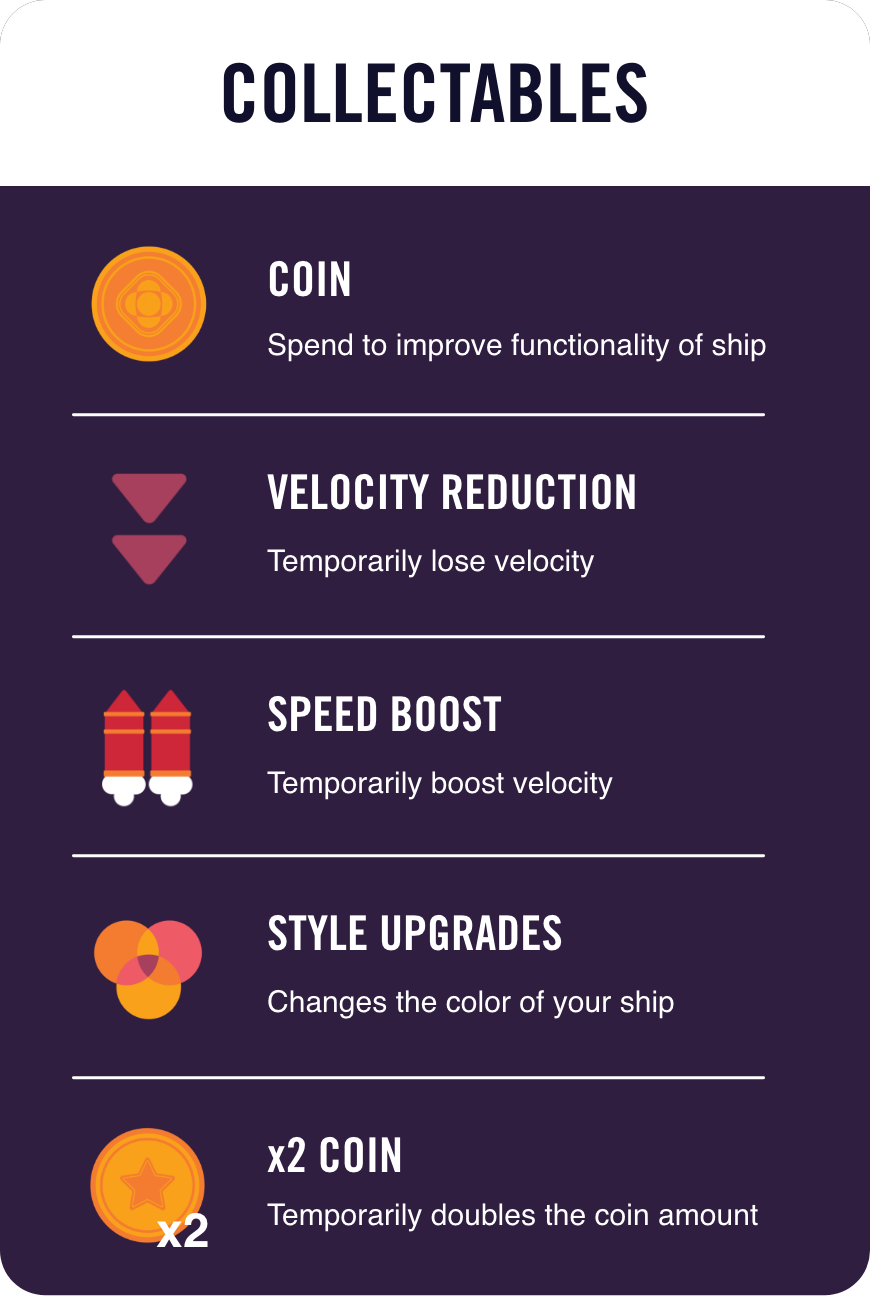 COLLECTABLES
COIN
Spend to improve functionality of ship
VELOCITY REDUCTION
Temporarily lose velocity
SPEED BOOST
Temporarily boost velocity
STYLE UPGRADES
Changes the color of your ship
x2 COIN
Temporarily doubles the coin amount
x2